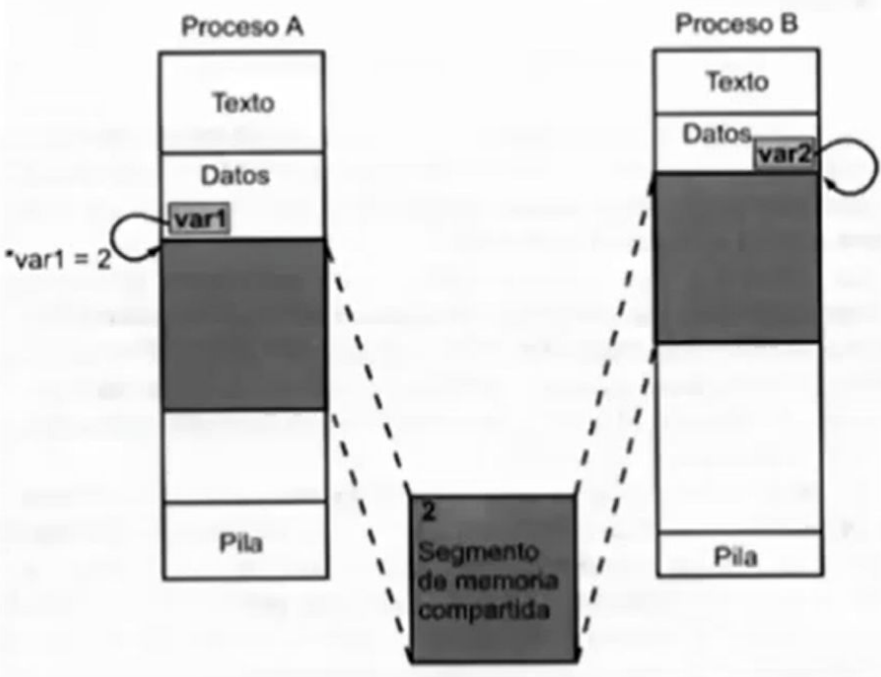 Proceso A
Texto
Datos
var1
*var1 = 2
Pila
Proceso B
Texto
Datos
var2
Pila
2
Segmento
de memoria
compartida